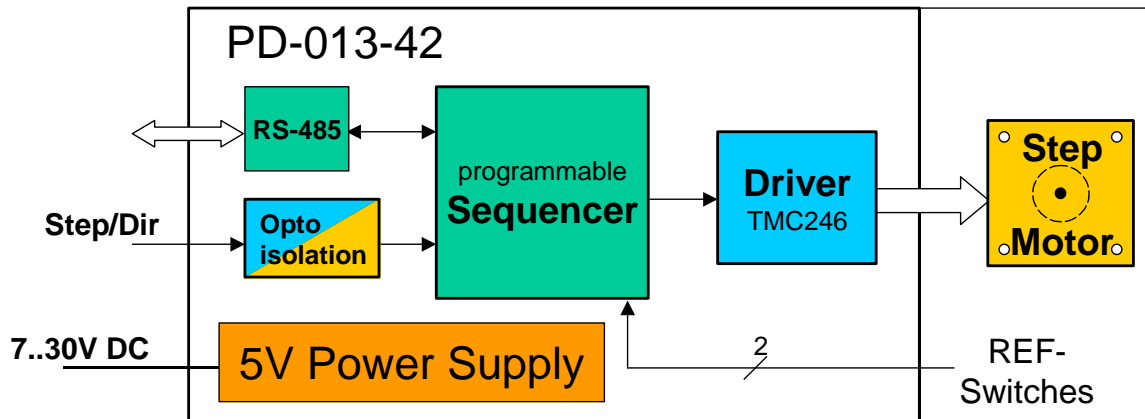 PD-013-42
RS-485
programmable
Sequencer
Driver
TMC246
Step
Motor
Step/Dir
Opto
isolation
7..30V DC
5V Power Supply
2
REF-
Switches